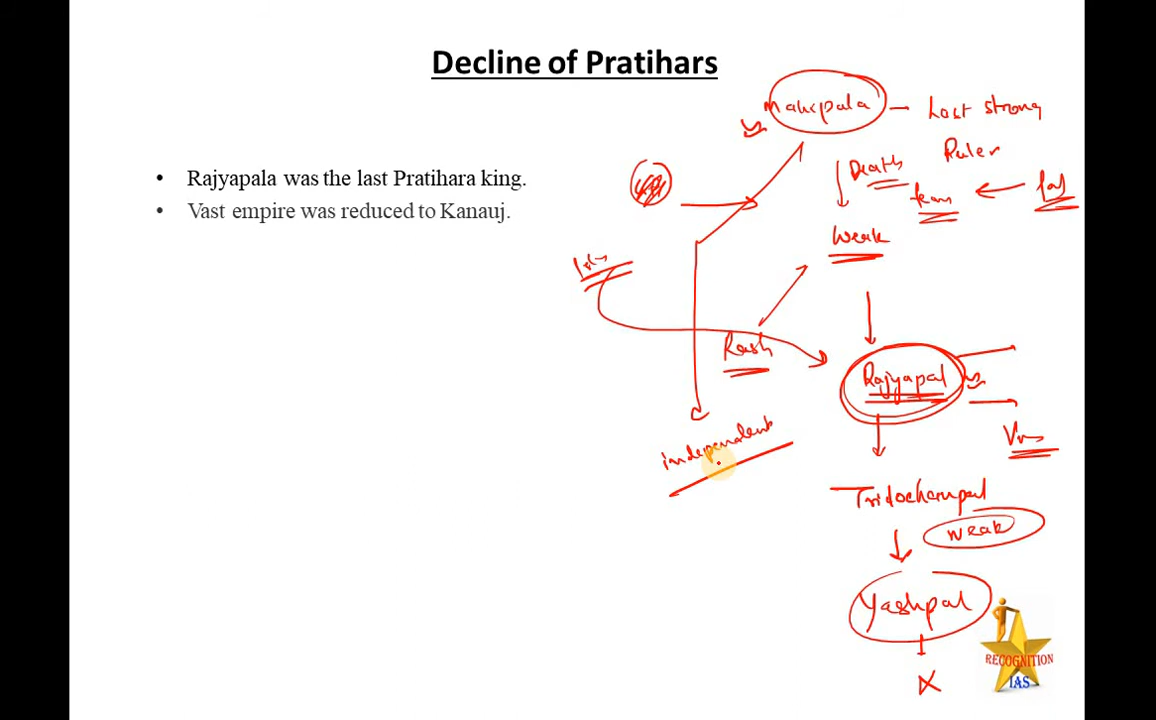 Decline of Pratihars
Mahipala - Last strong
Ruler
Death
• Rajyapala was the last Pratihara king.
• Vast empire was reduced to Kanauj.
Weak
Rash
Rajyapal
independent
Trilochanpal
weak
Yashpal
X
RECOGNITION
IAS